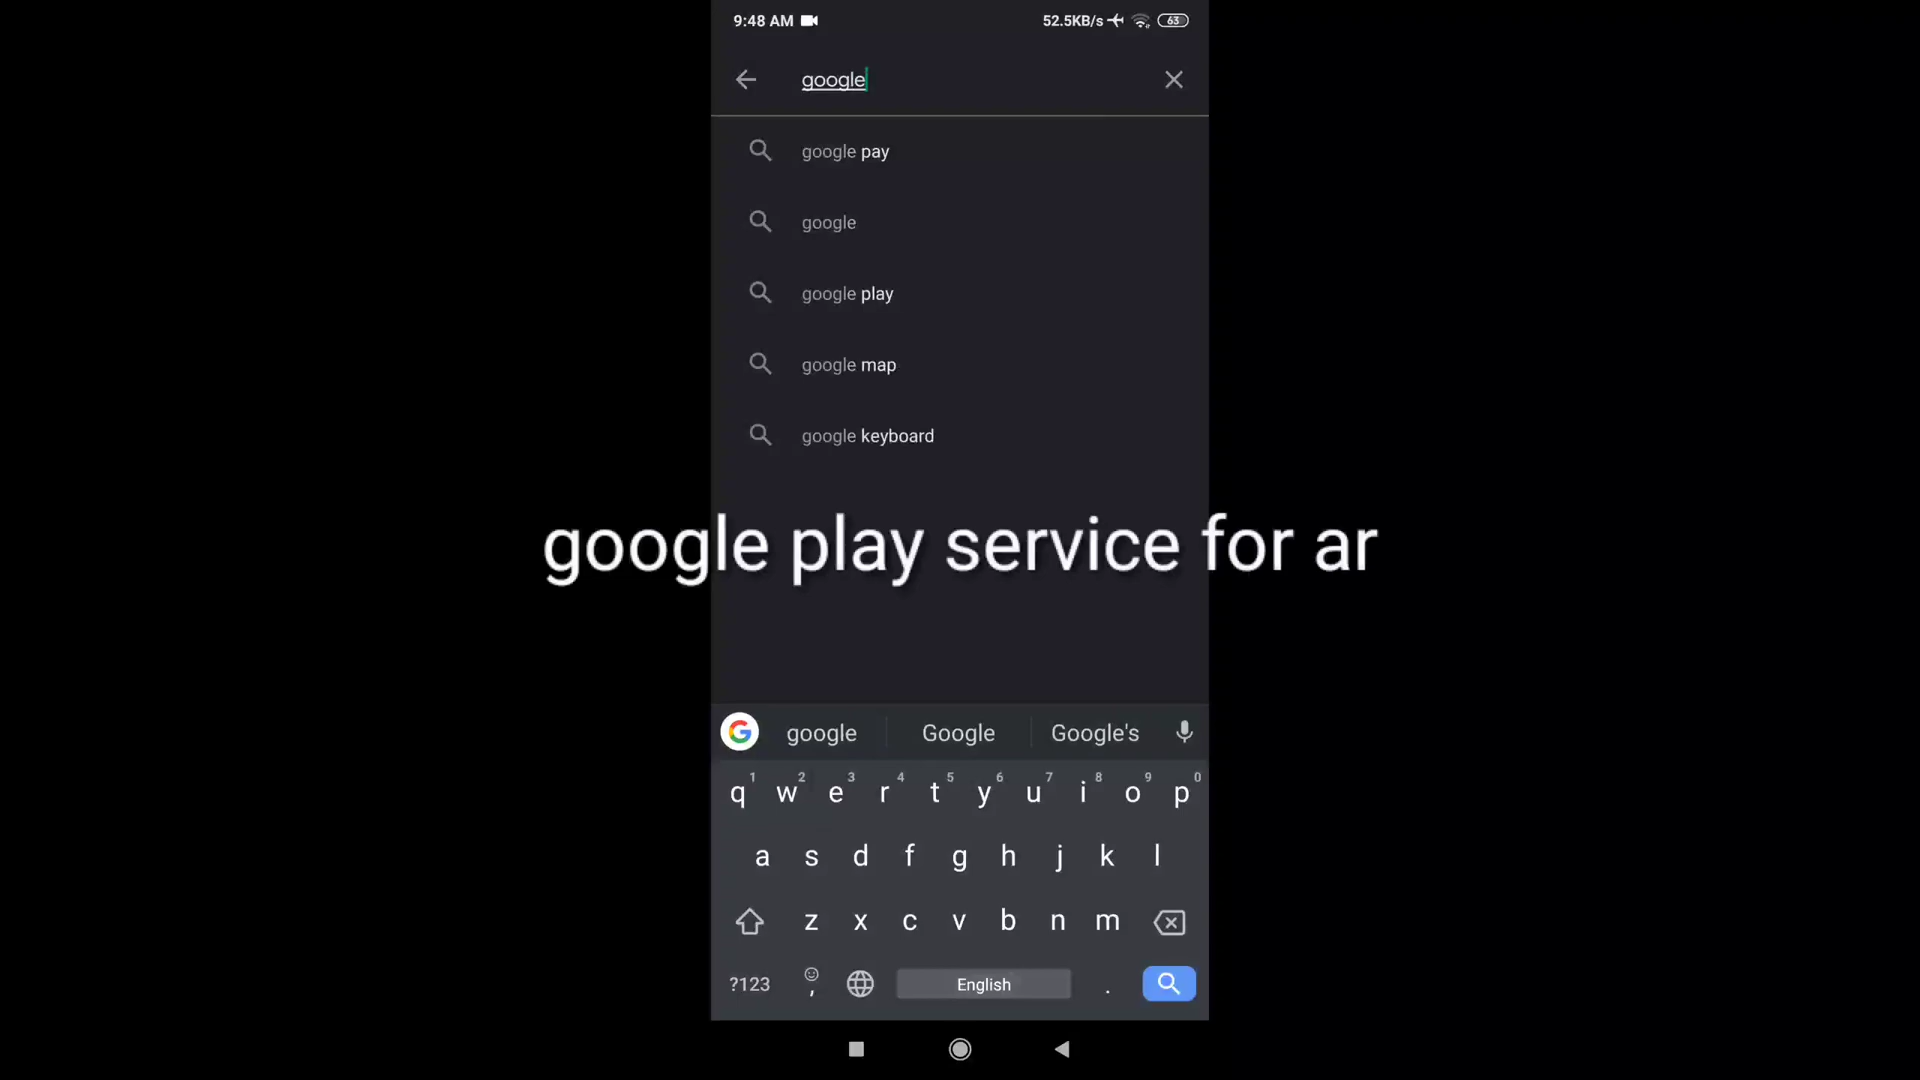 9:48 AM 52.5KB/s 63
google
google pay
google
google play
google map
google keyboard
google play service for ar
google Google Google's
1 2 3 4 5 6 7 8 9 0
q w e r t y u i o p
a s d f g h j k l
z x c v b n m
?123 , English .